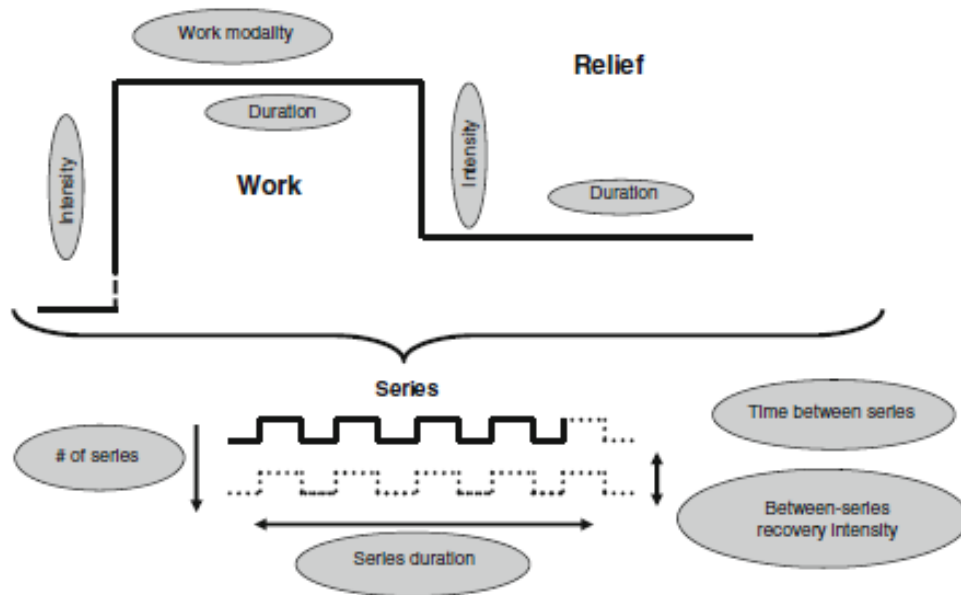 Work modality
Relief
Duration
Intensity
Intensity
Work
Duration
Series
# of series
Time between series
Between-series
recovery Intensity
Series duration